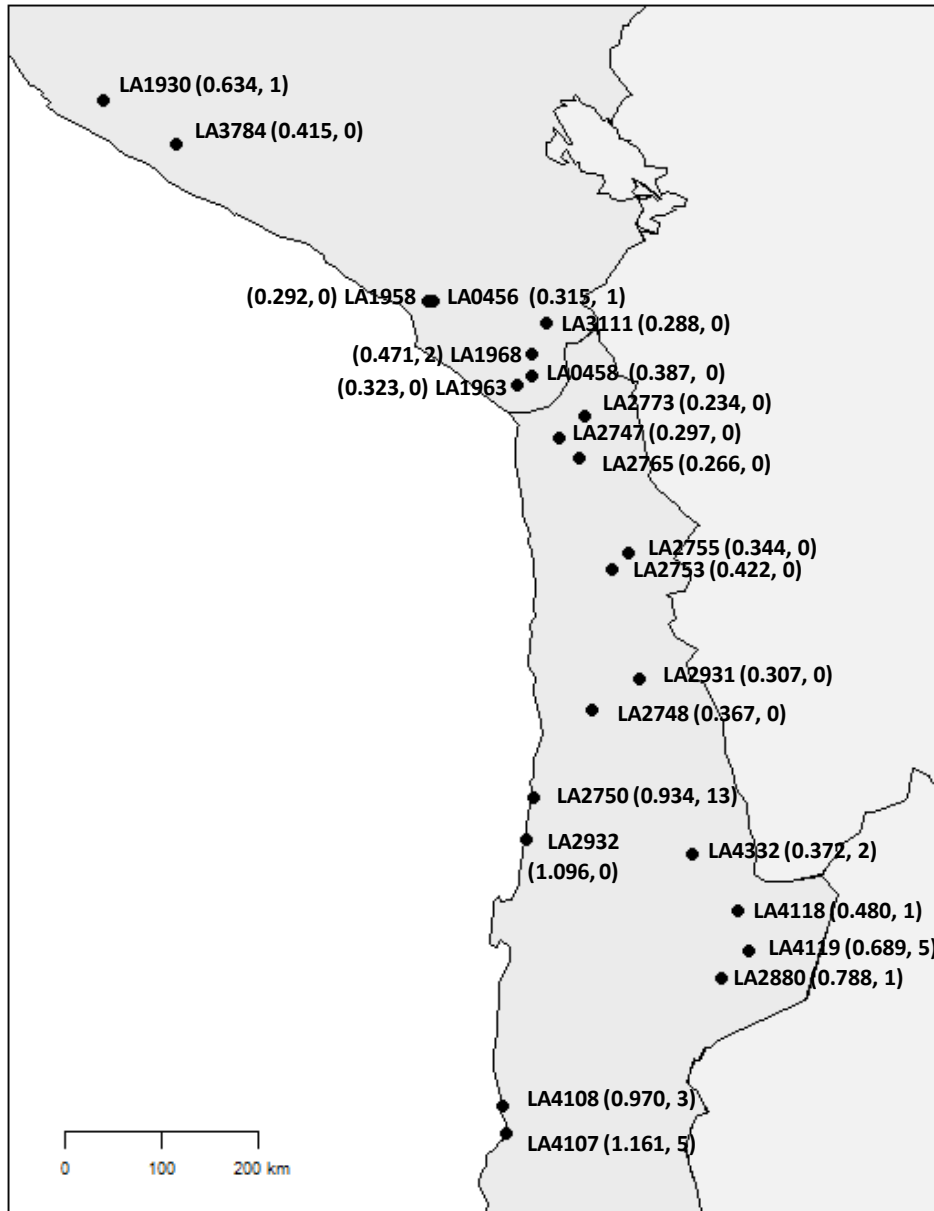 LA1930 (0.634, 1)
LA3784 (0.415, 0)
(0.292, 0) LA1958
LA0456 (0.315, 1)
LA3111 (0.288, 0)
(0.471, 2) LA1968
LA0458 (0.387, 0)
(0.323, 0) LA1963
LA2773 (0.234, 0)
LA2747 (0.297, 0)
LA2765 (0.266, 0)
LA2755 (0.344, 0)
LA2753 (0.422, 0)
LA2931 (0.307, 0)
LA2748 (0.367, 0)
LA2750 (0.934, 13)
LA2932
(1.096, 0)
LA4332 (0.372, 2)
LA4118 (0.480, 1)
LA4119 (0.689, 5)
LA2880 (0.788, 1)
LA4108 (0.970, 3)
LA4107 (1.161, 5)
0 100 200 km